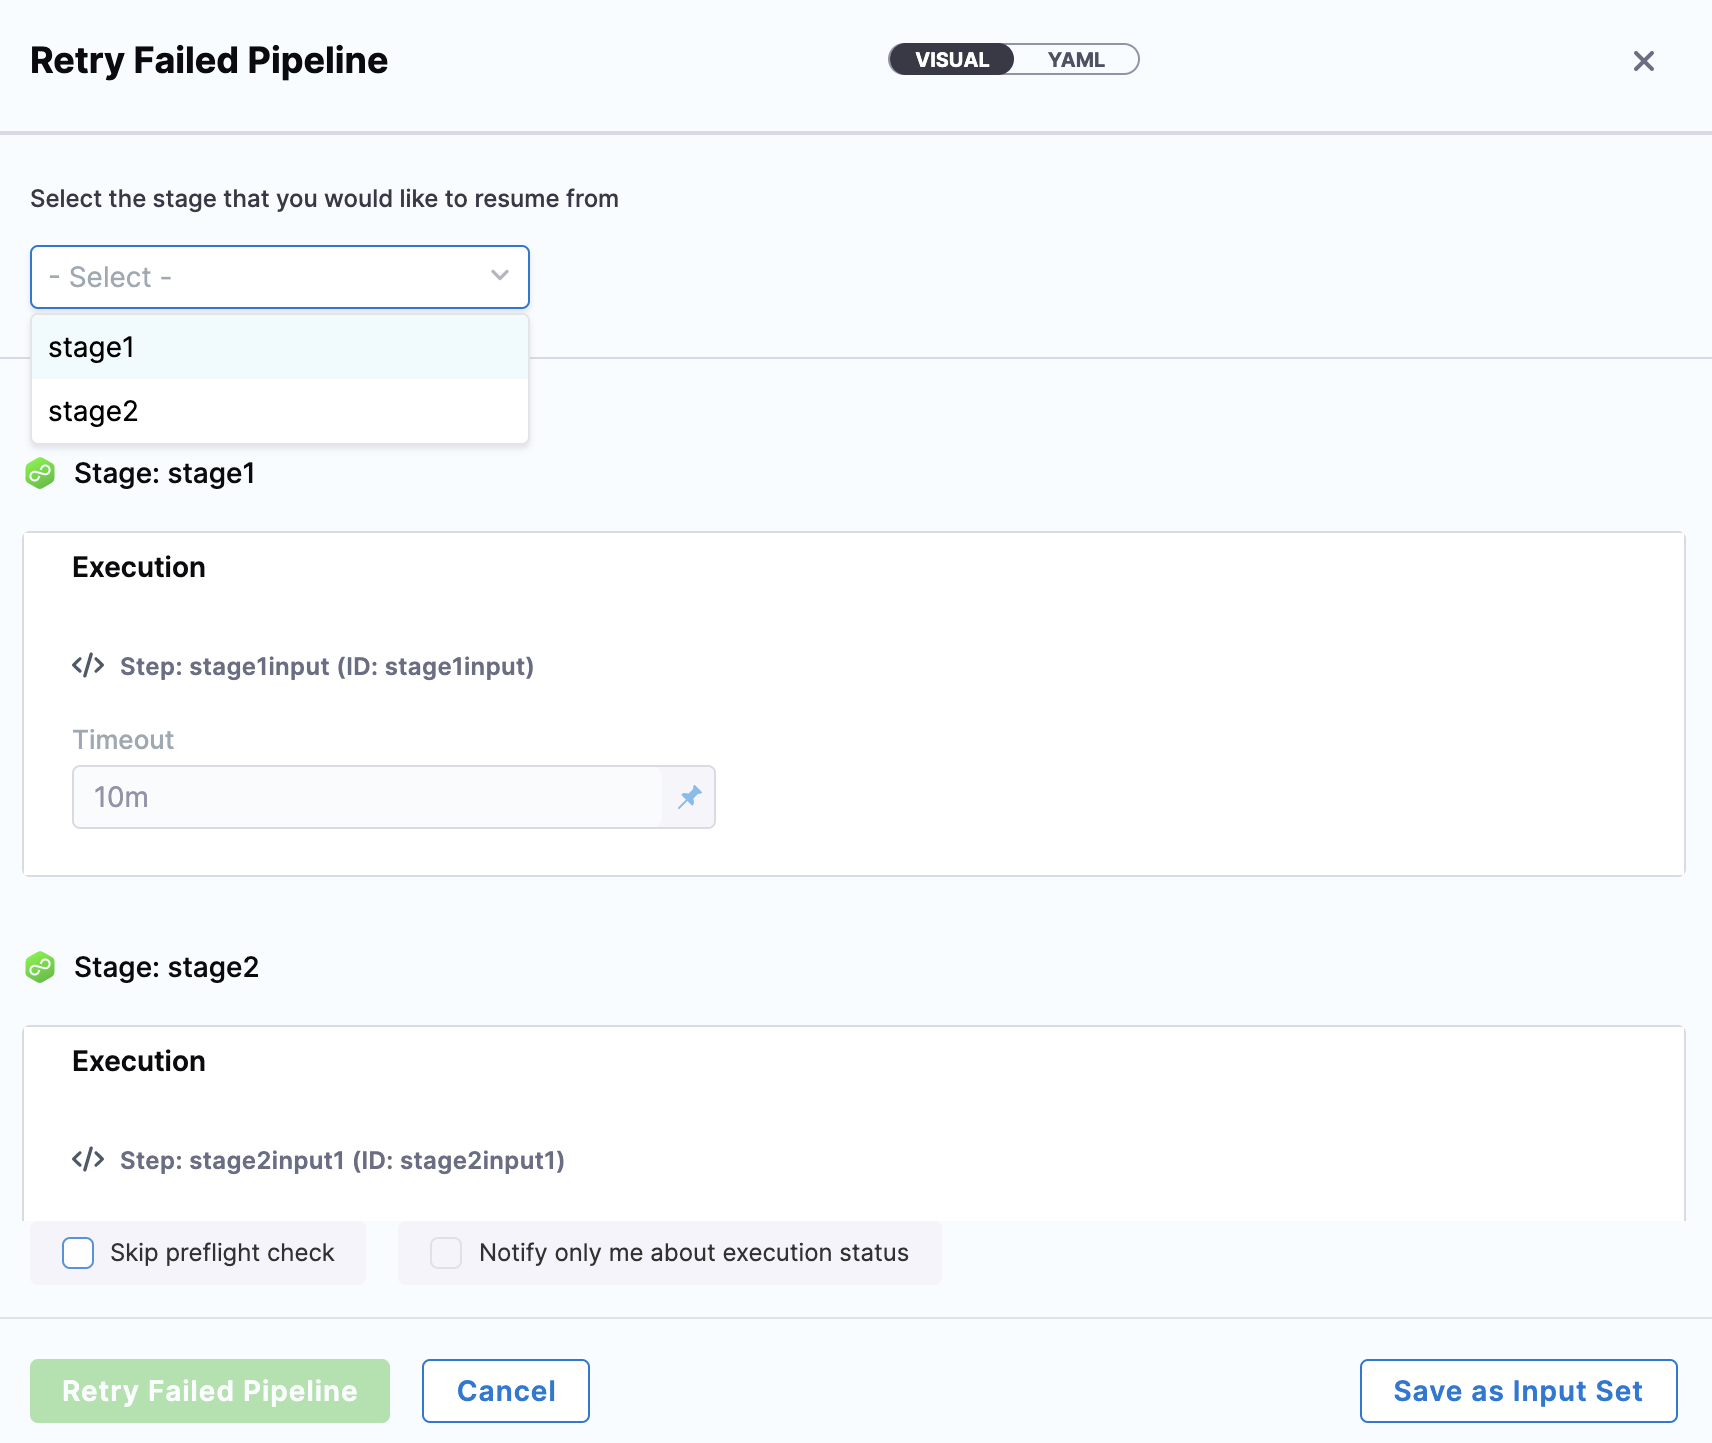 Retry Failed Pipeline
VISUAL
YAML
Select the stage that you would like to resume from
- Select -
stage1
stage2
Stage: stage1
Execution
</> Step: stage1input (ID: stage1input)
Timeout
10m
Stage: stage2
Execution
</> Step: stage2input1 (ID: stage2input1)
Skip preflight check
Notify only me about execution status
Retry Failed Pipeline
Cancel
Save as Input Set